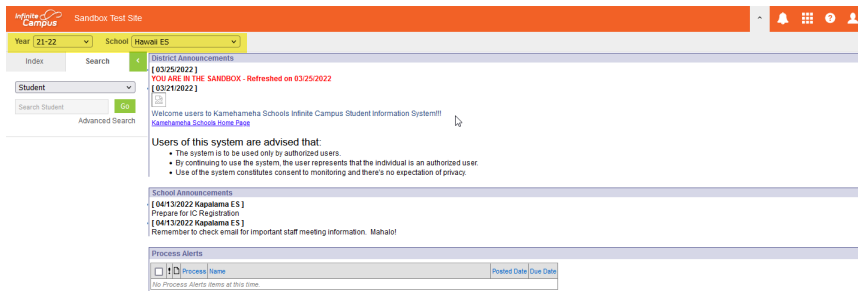 Infinite Campus
Sandbox Test Site
Year 21-22 School Hawaii ES
Index Search
Student
Search Student Go
Advanced Search
District Announcements
[ 03/25/2022 ]
YOU ARE IN THE SANDBOX - Refreshed on 03/25/2022
[ 03/21/2022 ]
Welcome users to Kamehameha Schools Infinite Campus Student Information System!!!
Kamehameha Schools Home Page
Users of this system are advised that:
• The system is to be used only by authorized users.
• By continuing to use the system, the user represents that the individual is an authorized user.
• Use of the system constitutes consent to monitoring and there's no expectation of privacy.
School Announcements
[ 04/13/2022 Kapalama ES ]
Prepare for IC Registration
[ 04/13/2022 Kapalama ES ]
Remember to check email for important staff meeting information. Mahalo!
Process Alerts
! Process Name Posted Date Due Date
No Process Alerts items at this time.